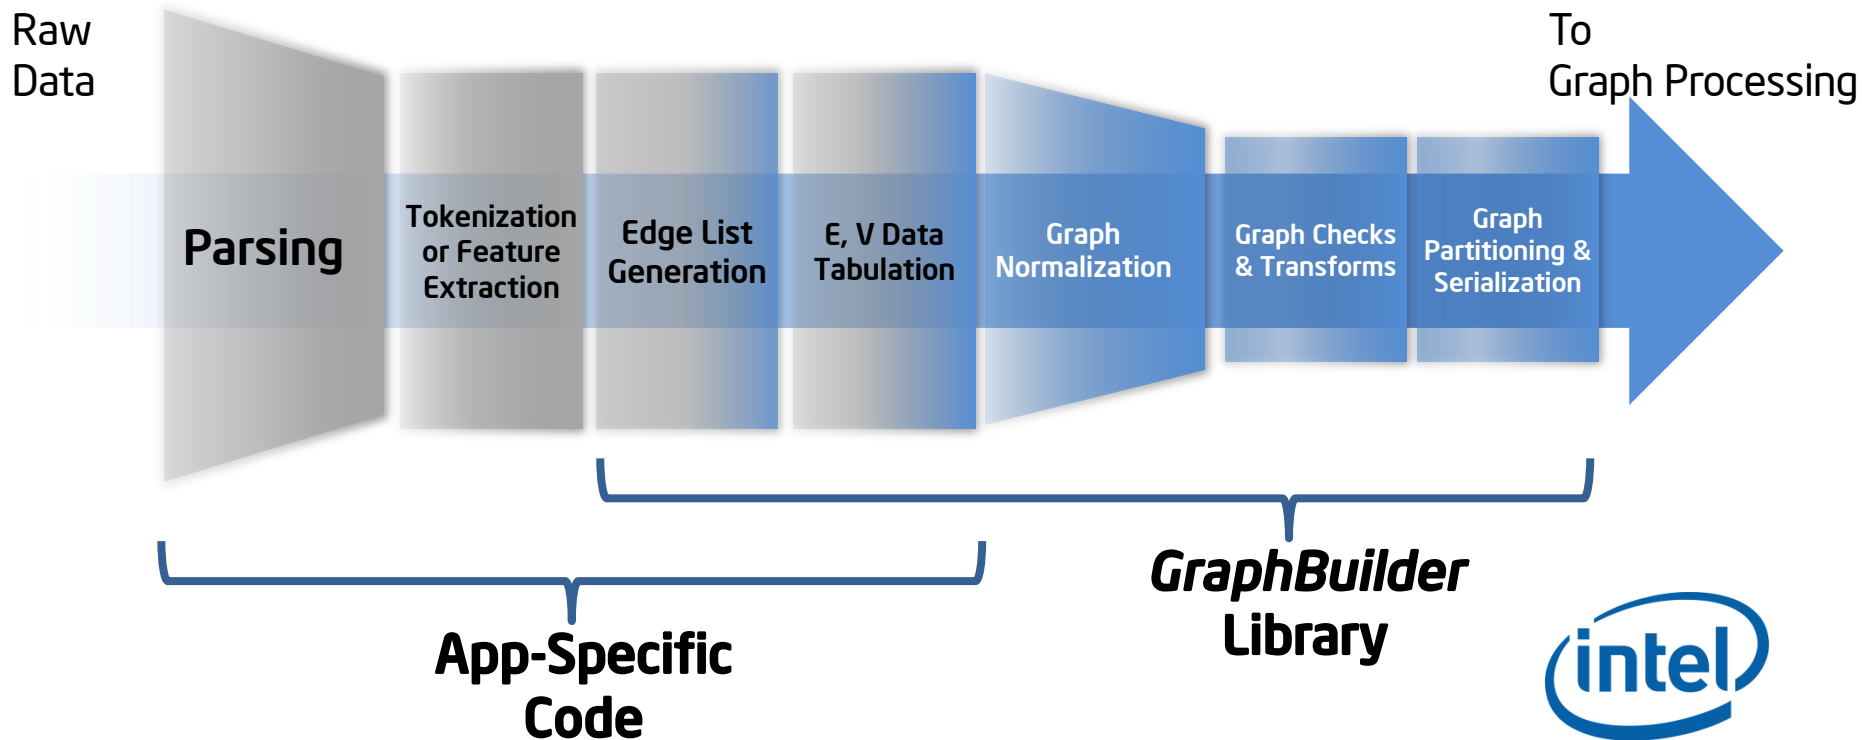 Raw
Data
To
Graph Processing
Parsing
Tokenization
or Feature
Extraction
Edge List
Generation
E, V Data
Tabulation
Graph
Normalization
Graph Checks
& Transforms
Graph
Partitioning &
Serialization
GraphBuilder
Library
App-Specific
Code
intel